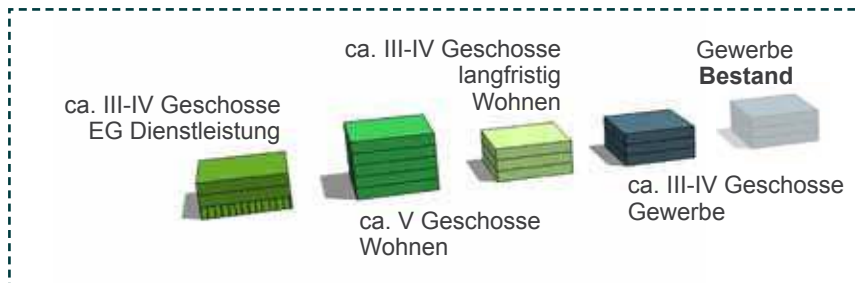 ca. III-IV Geschosse
EG Dienstleistung
ca. V Geschosse
Wohnen
ca. III-IV Geschosse
langfristig
Wohnen
ca. III-IV Geschosse
Gewerbe
Gewerbe
Bestand